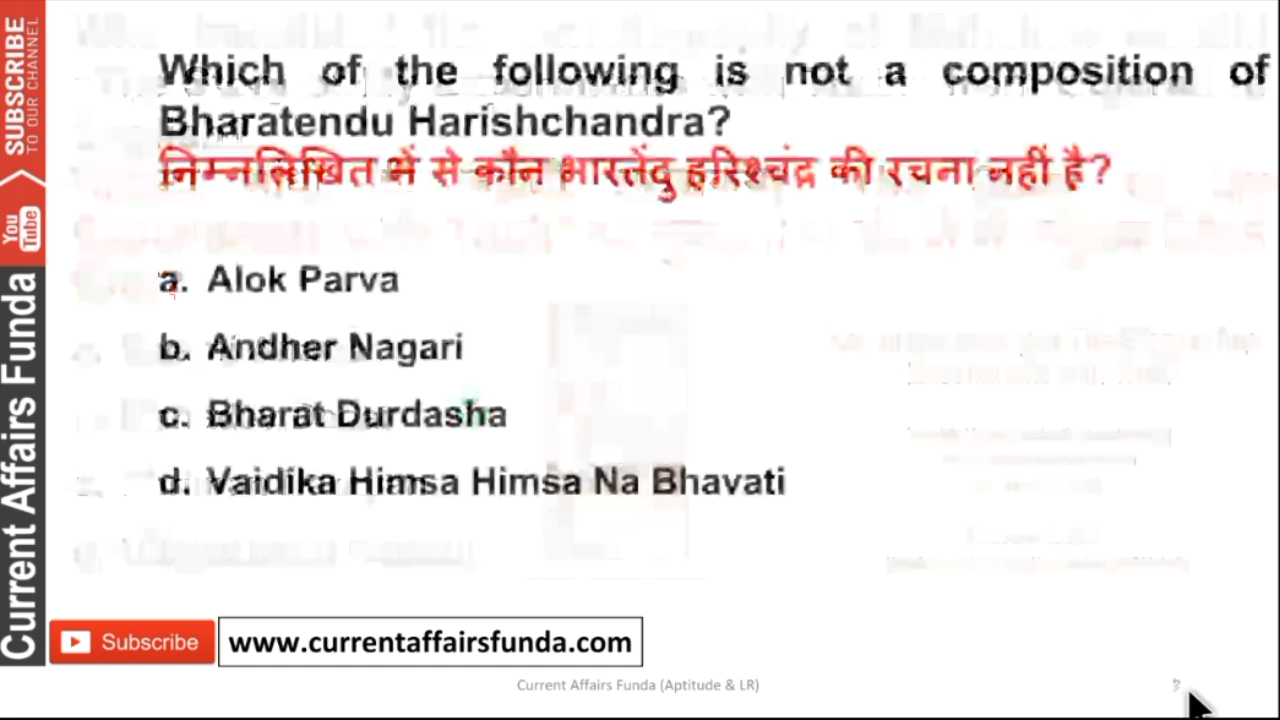 Which of the following is not a composition of
Bharatendu Harishchandra?
निम्नलिखित में से कौन भारतेंदु हरिश्चंद्र की रचना नहीं है?
a. Alok Parva
b. Andher Nagari
c. Bharat Durdasha
d. Vaidika Himsa Himsa Na Bhavati
SUBSCRIBE
TO OUR CHANNEL
You
Tube
Current Affairs Funda
Subscribe
www.currentaffairsfunda.com
Current Affairs Funda (Aptitude & LR)